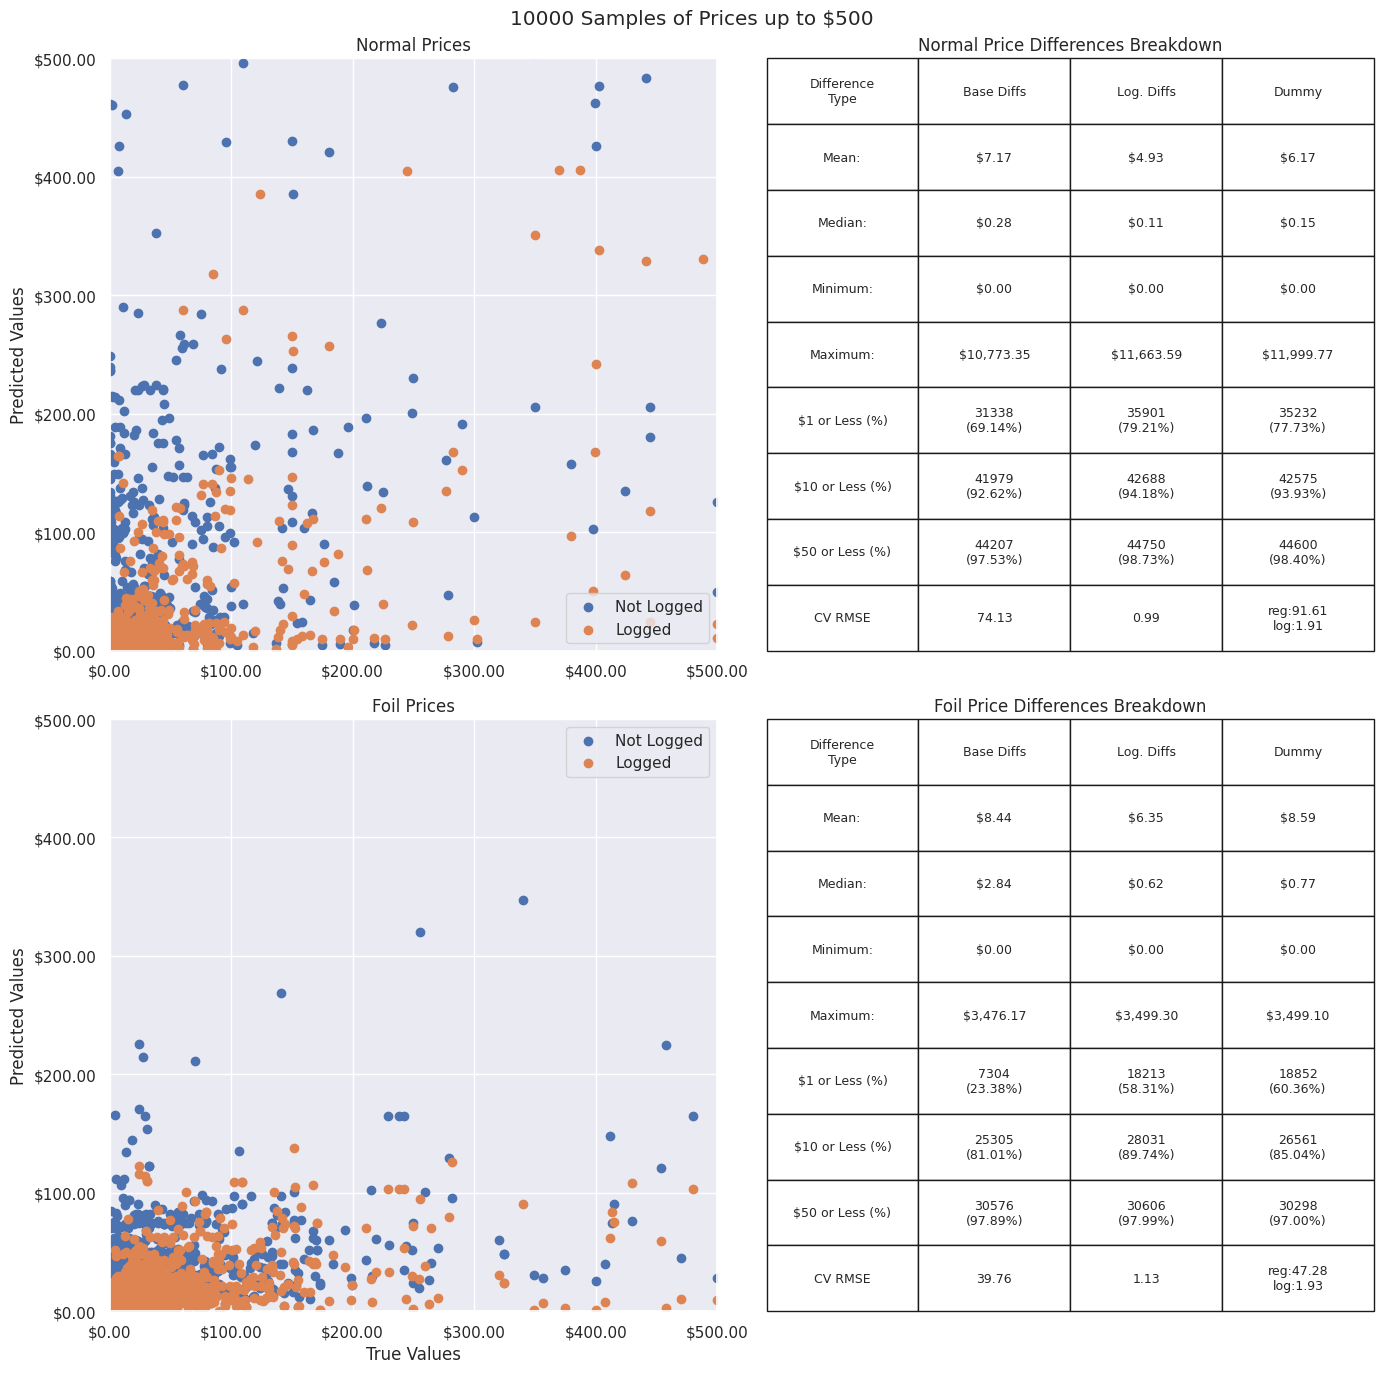 10000 Samples of Prices up to $500
Normal Prices
$500.00
$400.00
$300.00
$200.00
$100.00
$0.00
Predicted Values
Not Logged
Logged
$0.00 $100.00 $200.00 $300.00 $400.00 $500.00
Normal Price Differences Breakdown
Difference
Type
Base Diffs
Log. Diffs
Dummy
Mean: $7.17 $4.93 $6.17
Median: $0.28 $0.11 $0.15
Minimum: $0.00 $0.00 $0.00
Maximum: $10,773.35 $11,663.59 $11,999.77
$1 or Less (%)
31338
(69.14%)
35901
(79.21%)
35232
(77.73%)
$10 or Less (%)
41979
(92.62%)
42688
(94.18%)
42575
(93.93%)
$50 or Less (%)
44207
(97.53%)
44750
(98.73%)
44600
(98.40%)
CV RMSE
74.13
0.99
reg:91.61
log:1.91
Foil Prices
$500.00
$400.00
$300.00
$200.00
$100.00
$0.00
Predicted Values
Not Logged
Logged
$0.00 $100.00 $200.00 $300.00 $400.00 $500.00
True Values
Foil Price Differences Breakdown
Difference
Type
Base Diffs
Log. Diffs
Dummy
Mean: $8.44 $6.35 $8.59
Median: $2.84 $0.62 $0.77
Minimum: $0.00 $0.00 $0.00
Maximum: $3,476.17 $3,499.30 $3,499.10
$1 or Less (%)
7304
(23.38%)
18213
(58.31%)
18852
(60.36%)
$10 or Less (%)
25305
(81.01%)
28031
(89.74%)
26561
(85.04%)
$50 or Less (%)
30576
(97.89%)
30606
(97.99%)
30298
(97.00%)
CV RMSE
39.76
1.13
reg:47.28
log:1.93